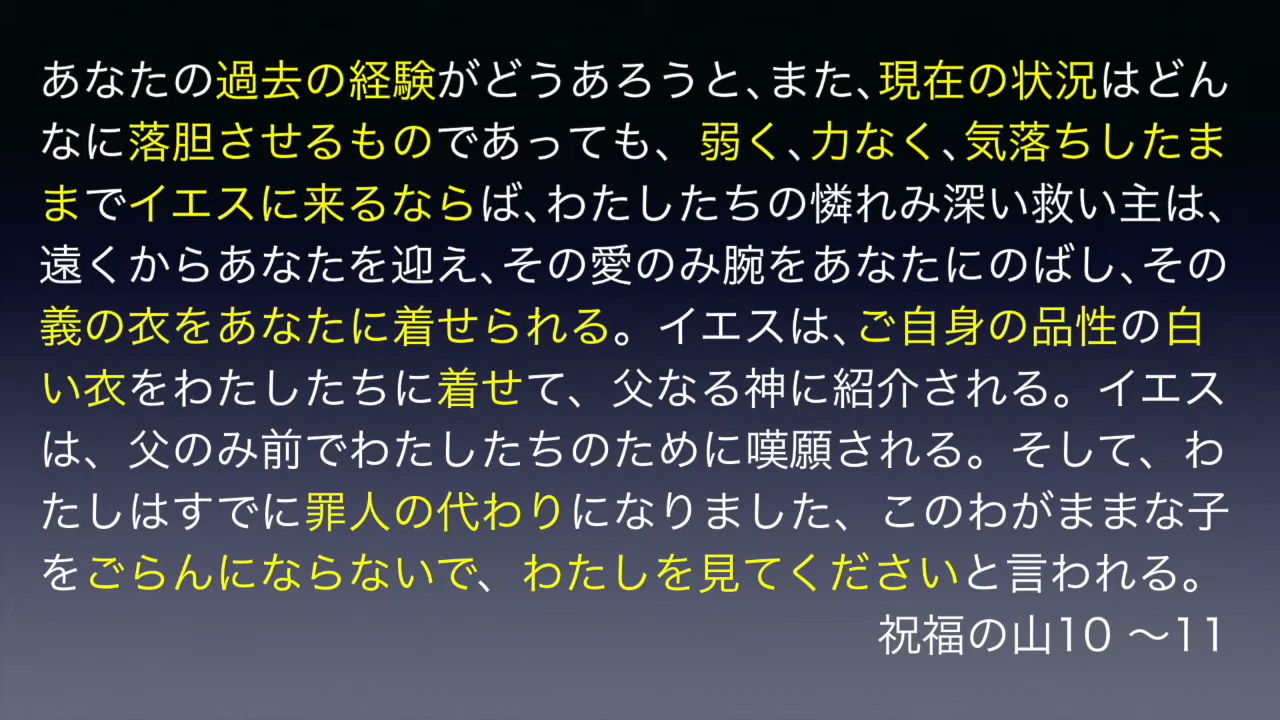 あなたの過去の経験がどうあろうと、また、現在の状況はどん
なに落胆させるものであっても、弱く、力なく、気落ちしたま
までイエスに来るならば、わたしたちの憐れみ深い救い主は、
遠くからあなたを迎え、その愛のみ腕をあなたにのばし、その
義の衣をあなたに着せられる。イエスは、ご自身の品性の白
い衣をわたしたちに着せて、父なる神に紹介される。イエス
は、父のみ前でわたしたちのために嘆願される。そして、わ
たしはすでに罪人の代わりになりました、このわがままな子
をごらんにならないで、わたしを見てくださいと言われる。
祝福の山10 〜11